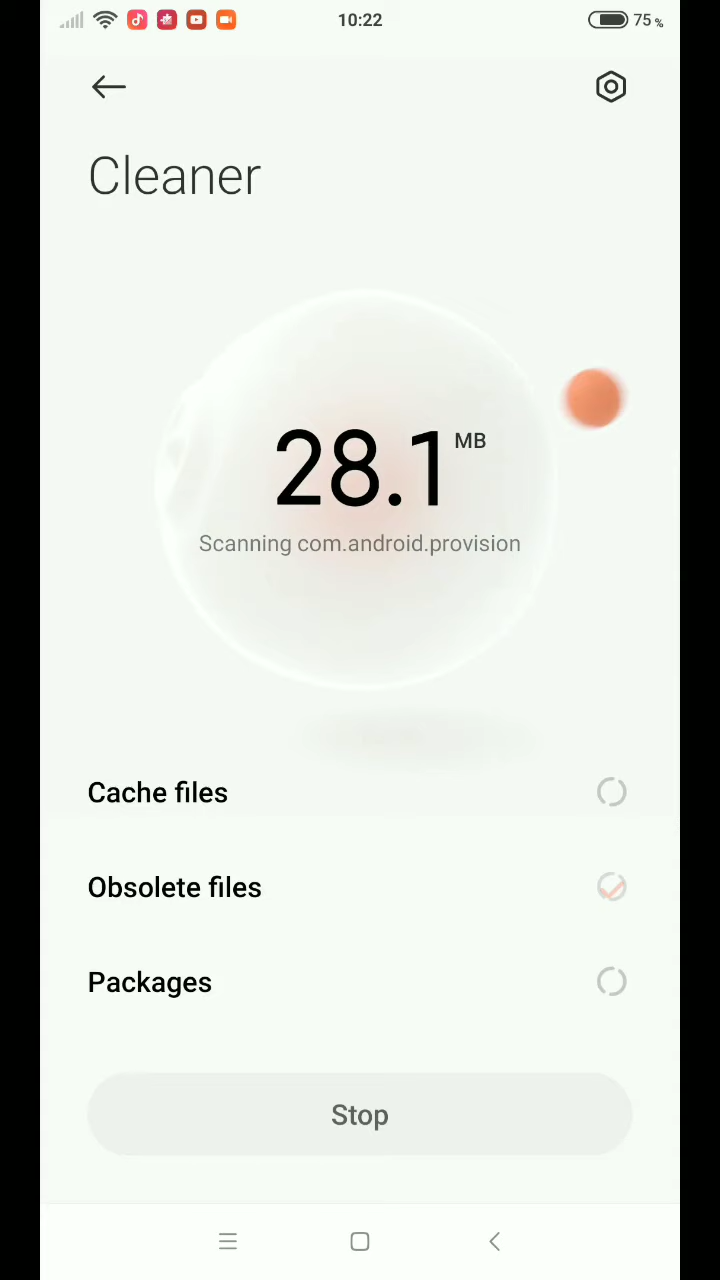 10:22
75 %
Cleaner
28.1 MB
Scanning com.android.provision
Cache files
Obsolete files
Packages
Stop